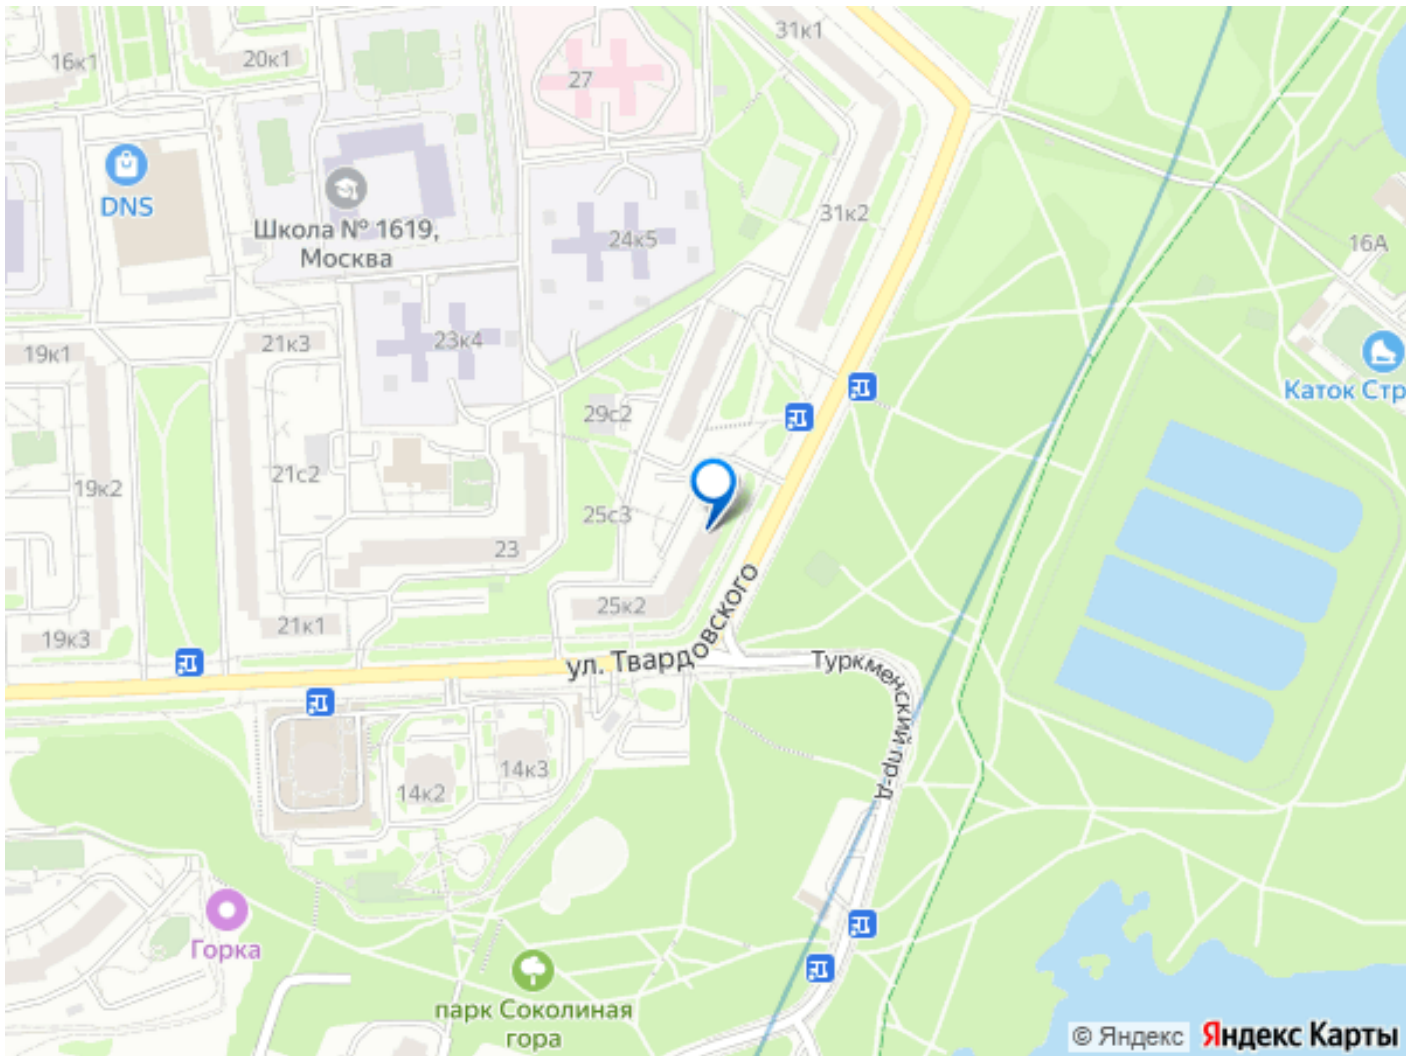 31к1
16к1
20к1
27
DNS
Школа № 1619,
Москва
24к5
31к2
16А
19к1
21к3
23к4
Каток Стр
29с2
21с2
19к2
25с3
23
25к2
21к1
19к3
ул. Твардовского
Туркменский пр-д
14к3
14к2
Горка
парк Соколиная
гора
© Яндекс
Яндекс Карты